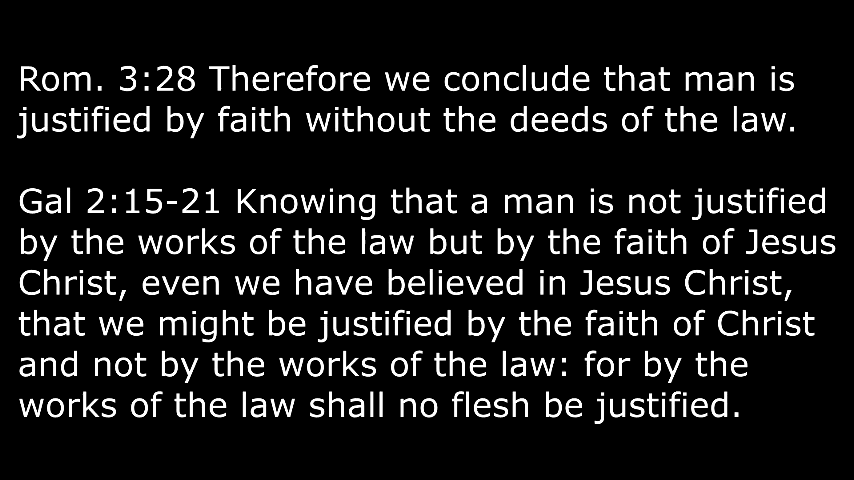 Rom. 3:28 Therefore we conclude that man is
justified by faith without the deeds of the law.
Gal 2:15-21 Knowing that a man is not justified
by the works of the law but by the faith of Jesus
Christ, even we have believed in Jesus Christ,
that we might be justified by the faith of Christ
and not by the works of the law: for by the
works of the law shall no flesh be justified.